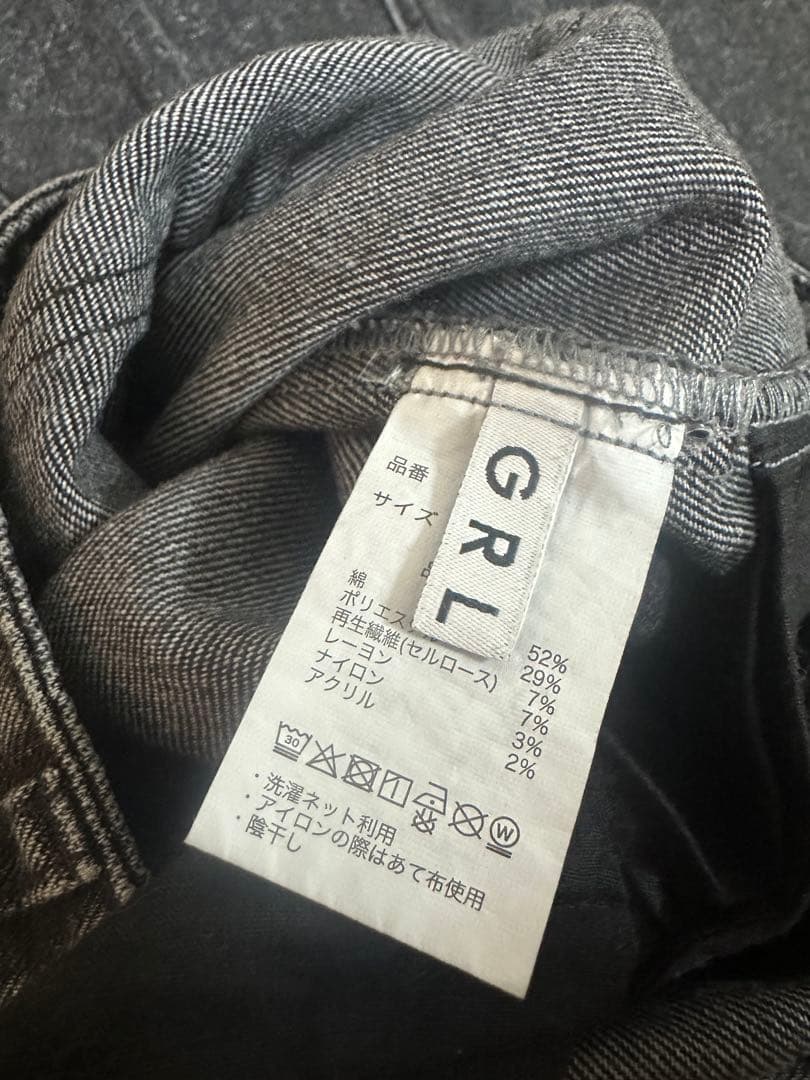 GRL
品番
サイズ
綿 52%
ポリエス 29%
再生繊維(セルロース) 7%
レーヨン 7%
ナイロン 3%
アクリル 2%
30
W
・洗濯ネット利用
・アイロンの際はあて布使用
・陰干し